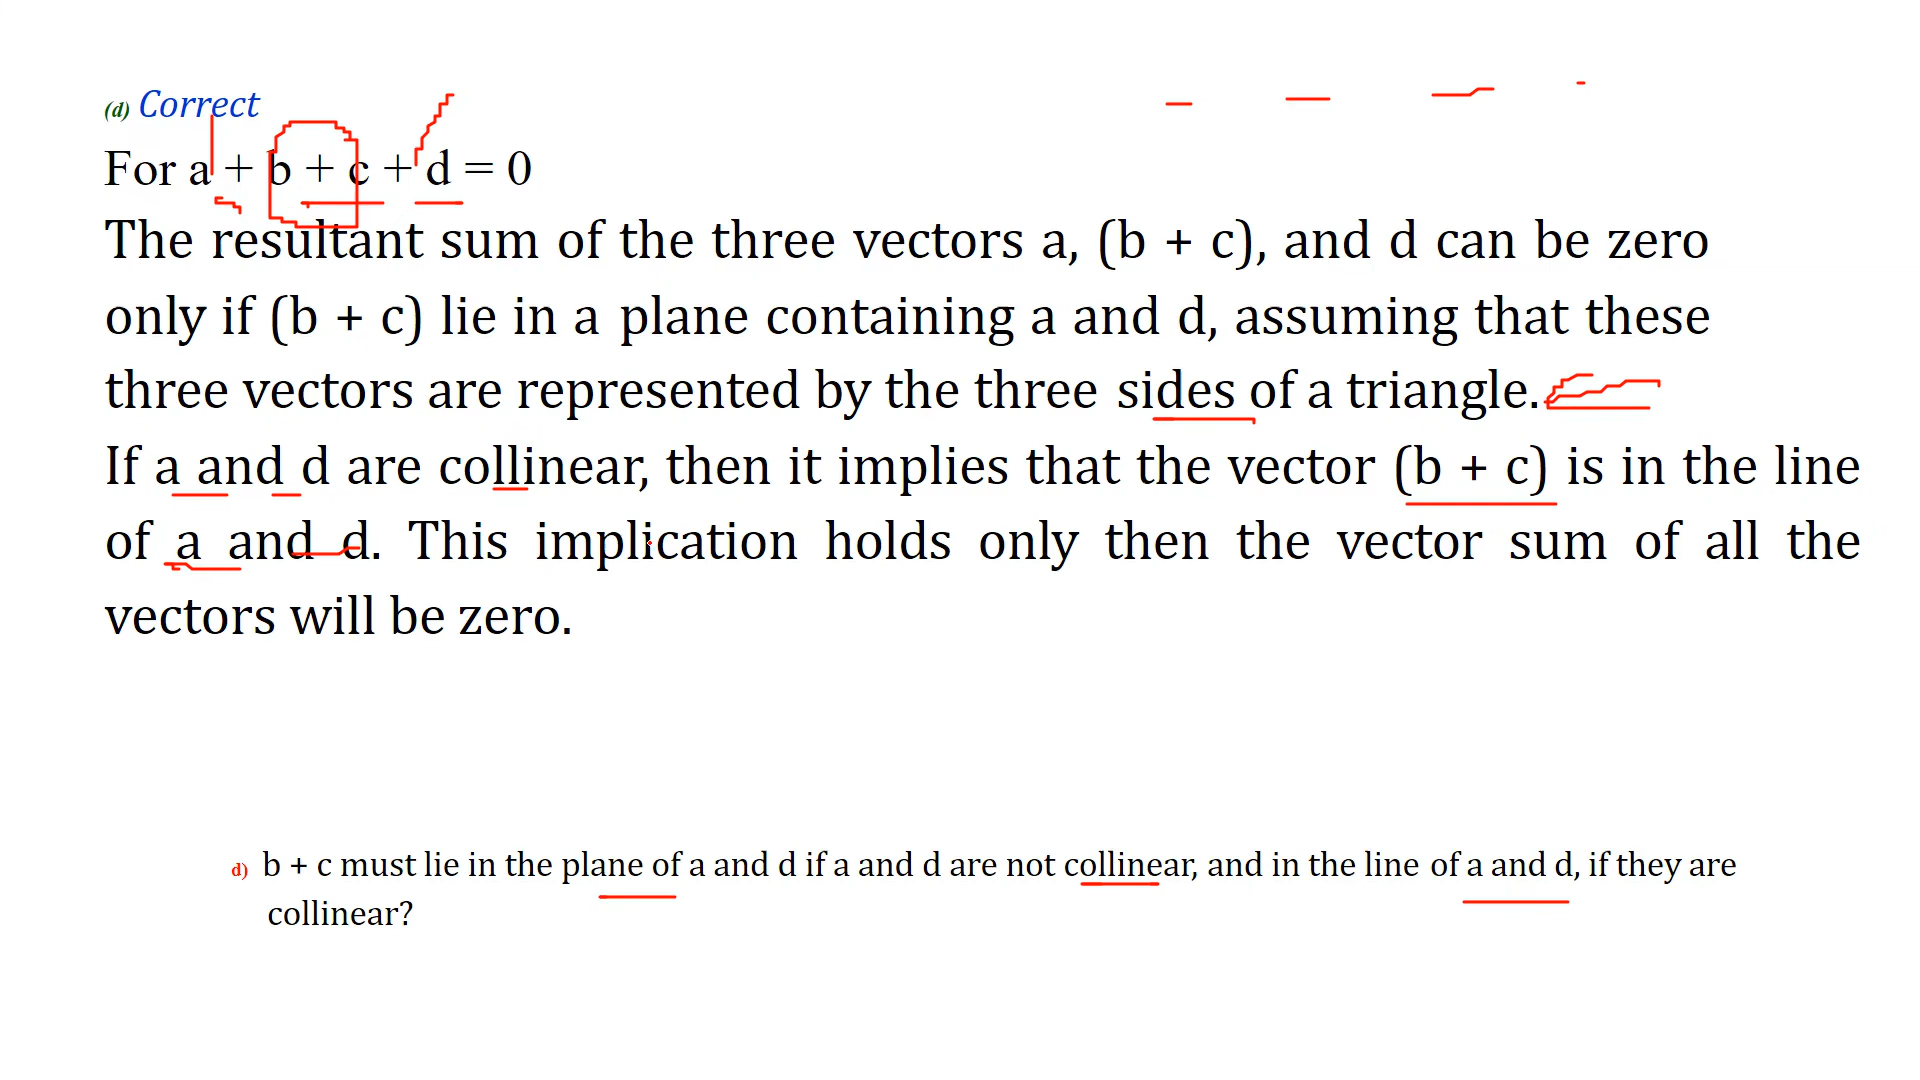 (d) Correct
For a + b + c + d = 0
The resultant sum of the three vectors a, (b + c), and d can be zero
only if (b + c) lie in a plane containing a and d, assuming that these
three vectors are represented by the three sides of a triangle.
If a and d are collinear, then it implies that the vector (b + c) is in the line
of a and d. This implication holds only then the vector sum of all the
vectors will be zero.
d) b + c must lie in the plane of a and d if a and d are not collinear, and in the line of a and d, if they are
collinear?